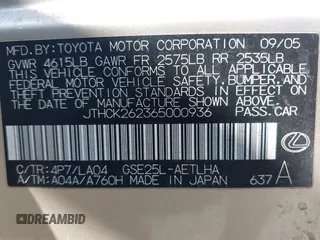 MFD.BY:TOYOTA MOTOR CORPORATION 09/05
GVWR 4615LB GAWR FR 2575LB RR 2535LB
THIS VEHICLE CONFORMS TO ALL APPLICABLE
FEDERAL MOTOR VEHICLE SAFETY, BUMPER, AND
THEFT PREVENTION STANDARDS IN EFFECT ON
THE DATE OF MANUFACTURE SHOWN ABOVE.
JTHCK262365000936 PASS.CAR
C/TR: 4P7/LA04 GSE25L-AETLHA
A/TM: A04A/A760H MADE IN JAPAN 637 A
© dreambid
DREAMBID.COM